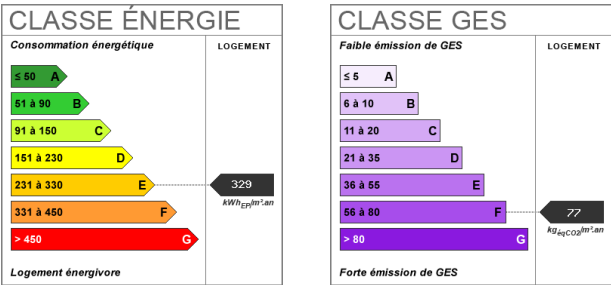 CLASSE ÉNERGIE
Consommation énergétique
LOGEMENT
≤ 50 A
51 à 90 B
91 à 150 C
151 à 230 D
231 à 330 E
329
kWhEP/m².an
331 à 450 F
> 450 G
Logement énergivore
CLASSE GES
Faible émission de GES
LOGEMENT
≤ 5 A
6 à 10 B
11 à 20 C
21 à 35 D
36 à 55 E
56 à 80 F
77
kgéqCO2/m².an
> 80 G
Forte émission de GES